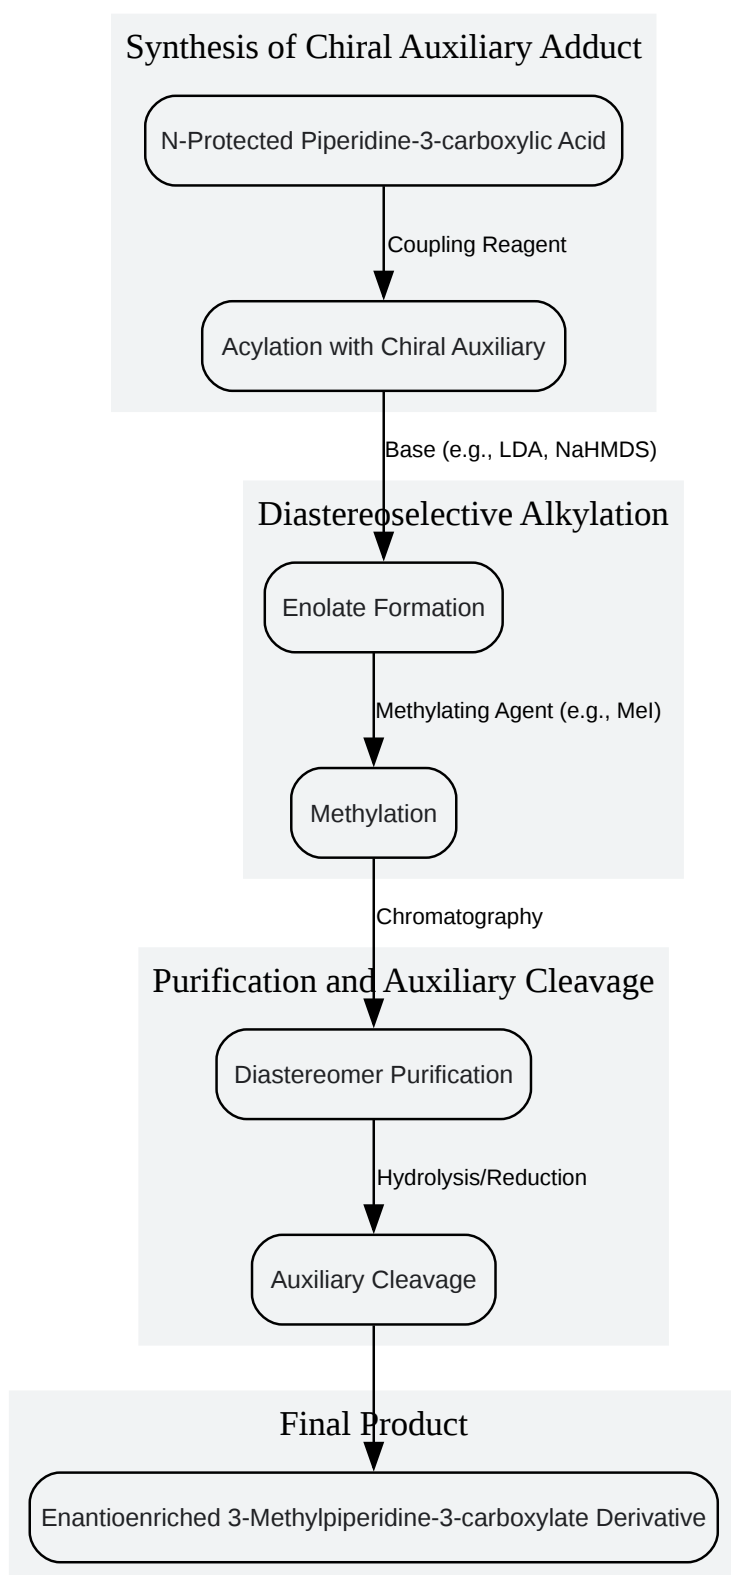 Synthesis of Chiral Auxiliary Adduct
N-Protected Piperidine-3-carboxylic Acid
Coupling Reagent
Acylation with Chiral Auxiliary
Base (e.g., LDA, NaHMDS)
Diastereoselective Alkylation
Enolate Formation
Methylating Agent (e.g., MeI)
Methylation
Chromatography
Purification and Auxiliary Cleavage
Diastereomer Purification
Hydrolysis/Reduction
Auxiliary Cleavage
Final Product
Enantioenriched 3-Methylpiperidine-3-carboxylate Derivative